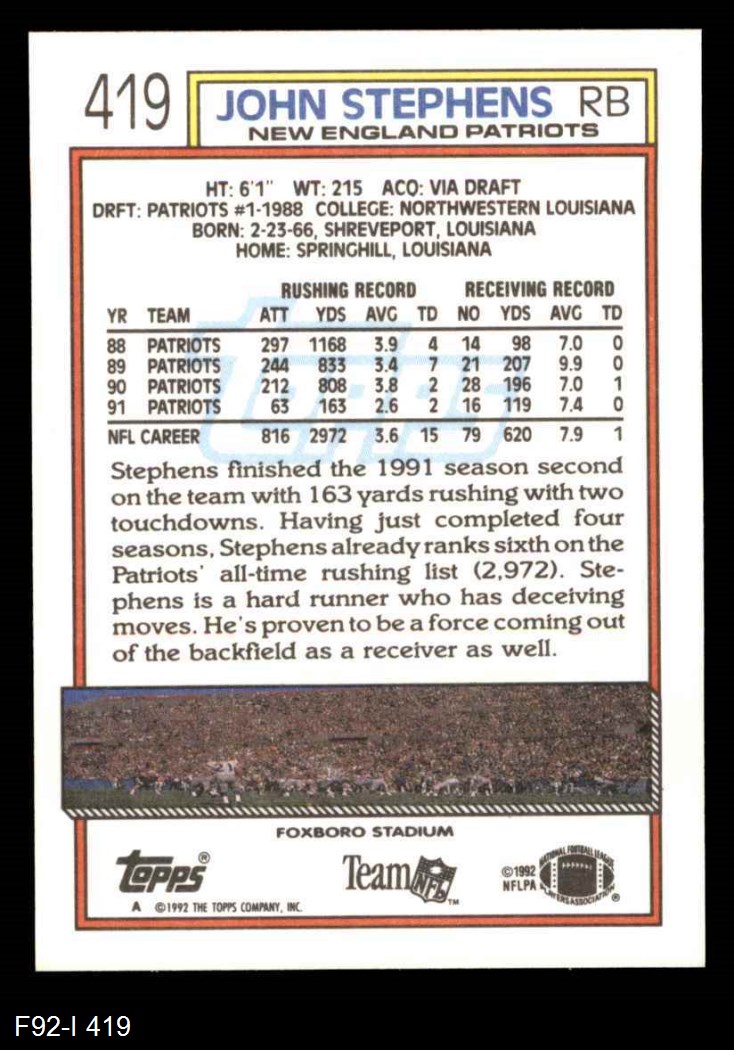 419
JOHN STEPHENS RB
NEW ENGLAND PATRIOTS
HT: 6'1" WT: 215 ACQ: VIA DRAFT
DRFT: PATRIOTS #1-1988 COLLEGE: NORTHWESTERN LOUISIANA
BORN: 2-23-66, SHREVEPORT, LOUISIANA
HOME: SPRINGHILL, LOUISIANA
RUSHING RECORD RECEIVING RECORD
YR TEAM ATT YDS AVG TD NO YDS AVG TD
88 PATRIOTS 297 1168 3.9 4 14 98 7.0 0
89 PATRIOTS 244 833 3.4 7 21 207 9.9 0
90 PATRIOTS 212 808 3.8 2 28 196 7.0 1
91 PATRIOTS 63 163 2.6 2 16 119 7.4 0
NFL CAREER 816 2972 3.6 15 79 620 7.9 1
Stephens finished the 1991 season second
on the team with 163 yards rushing with two
touchdowns. Having just completed four
seasons, Stephens already ranks sixth on the
Patriots' all-time rushing list (2,972). Ste-
phens is a hard runner who has deceiving
moves. He's proven to be a force coming out
of the backfield as a receiver as well.
FOXBORO STADIUM
TOPPS®
A ©1992 THE TOPPS COMPANY, INC.
Team NFL™
©1992
NFLPA
NATIONAL FOOTBALL LEAGUE
PLAYERS ASSOCIATION®
F92-I 419